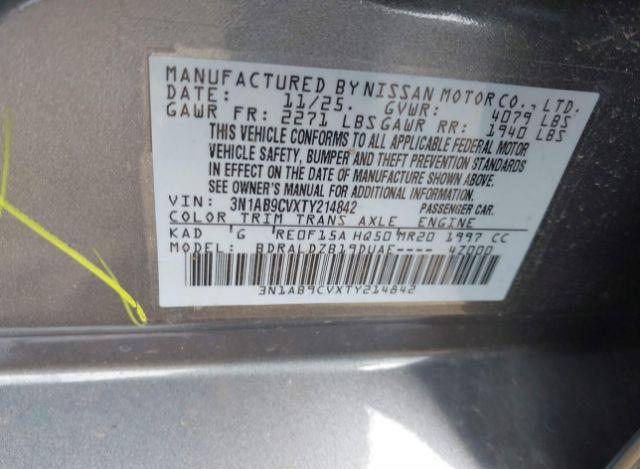 MANUFACTURED BY NISSAN MOTOR CO., LTD.
DATE: 11/25. GVWR: 4079 LBS
GAWR FR: 2271 LBS GAWR RR: 1940 LBS
THIS VEHICLE CONFORMS TO ALL APPLICABLE FEDERAL MOTOR
VEHICLE SAFETY, BUMPER AND THEFT PREVENTION STANDARDS
IN EFFECT ON THE DATE OF MANUFACTURE SHOWN ABOVE.
SEE OWNER'S MANUAL FOR ADDITIONAL INFORMATION.
VIN: 3N1AB9CVXTY214842 PASSENGER CAR.
COLOR TRIM TRANS AXLE ENGINE
KAD G RE0F15A HQ50 MR20 1997 CC
MODEL: BDRALDZB19DUAF---- 47000
3N1AB9CVXTY214842